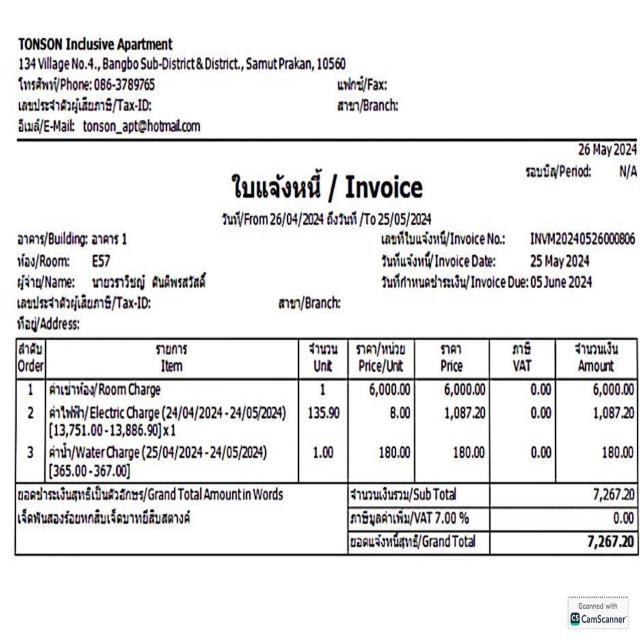 TONSON Inclusive Apartment
134 Village No.4., Bangbo Sub-District & District., Samut Prakan, 10560
โทรศัพท์/Phone: 086-3789765 แฟกซ์/Fax:
เลขประจำตัวผู้เสียภาษี/Tax-ID: สาขา/Branch:
อีเมล์/E-Mail: tonson_apt@hotmail.com
26 May 2024
รอบบิล/Period: N/A
ใบแจ้งหนี้ / Invoice
วันที่/From 26/04/2024 ถึงวันที่ /To 25/05/2024
อาคาร/Building: อาคาร 1 เลขที่ใบแจ้งหนี้/Invoice No.: INVM20240526000806
ห้อง/Room: E57 วันที่แจ้งหนี้/Invoice Date: 25 May 2024
ผู้จ่าย/Name: นายวราวิชญ์ ตันติพรสวัสดิ์ วันที่กำหนดชำระเงิน/Invoice Due: 05 June 2024
เลขประจำตัวผู้เสียภาษี/Tax-ID: สาขา/Branch:
ที่อยู่/Address:
ลำดับ รายการ จำนวน ราคา/หน่วย ราคา ภาษี จำนวนเงิน
Order Item Unit Price/Unit Price VAT Amount
1 ค่าเช่าห้อง/Room Charge 1 6,000.00 6,000.00 0.00 6,000.00
2 ค่าไฟฟ้า/Electric Charge (24/04/2024 - 24/05/2024) 135.90 8.00 1,087.20 0.00 1,087.20
[13,751.00 - 13,886.90] x 1
3 ค่าน้ำ/Water Charge (25/04/2024 - 24/05/2024) 1.00 180.00 180.00 0.00 180.00
[365.00 - 367.00]
ยอดชำระเงินสุทธิเป็นตัวอักษร/Grand Total Amount in Words จำนวนเงินรวม/Sub Total 7,267.20
เจ็ดพันสองร้อยหกสิบเจ็ดบาทยี่สิบสตางค์ ภาษีมูลค่าเพิ่ม/VAT 7.00 % 0.00
ยอดแจ้งหนี้สุทธิ/Grand Total 7,267.20
Scanned with
CS CamScanner